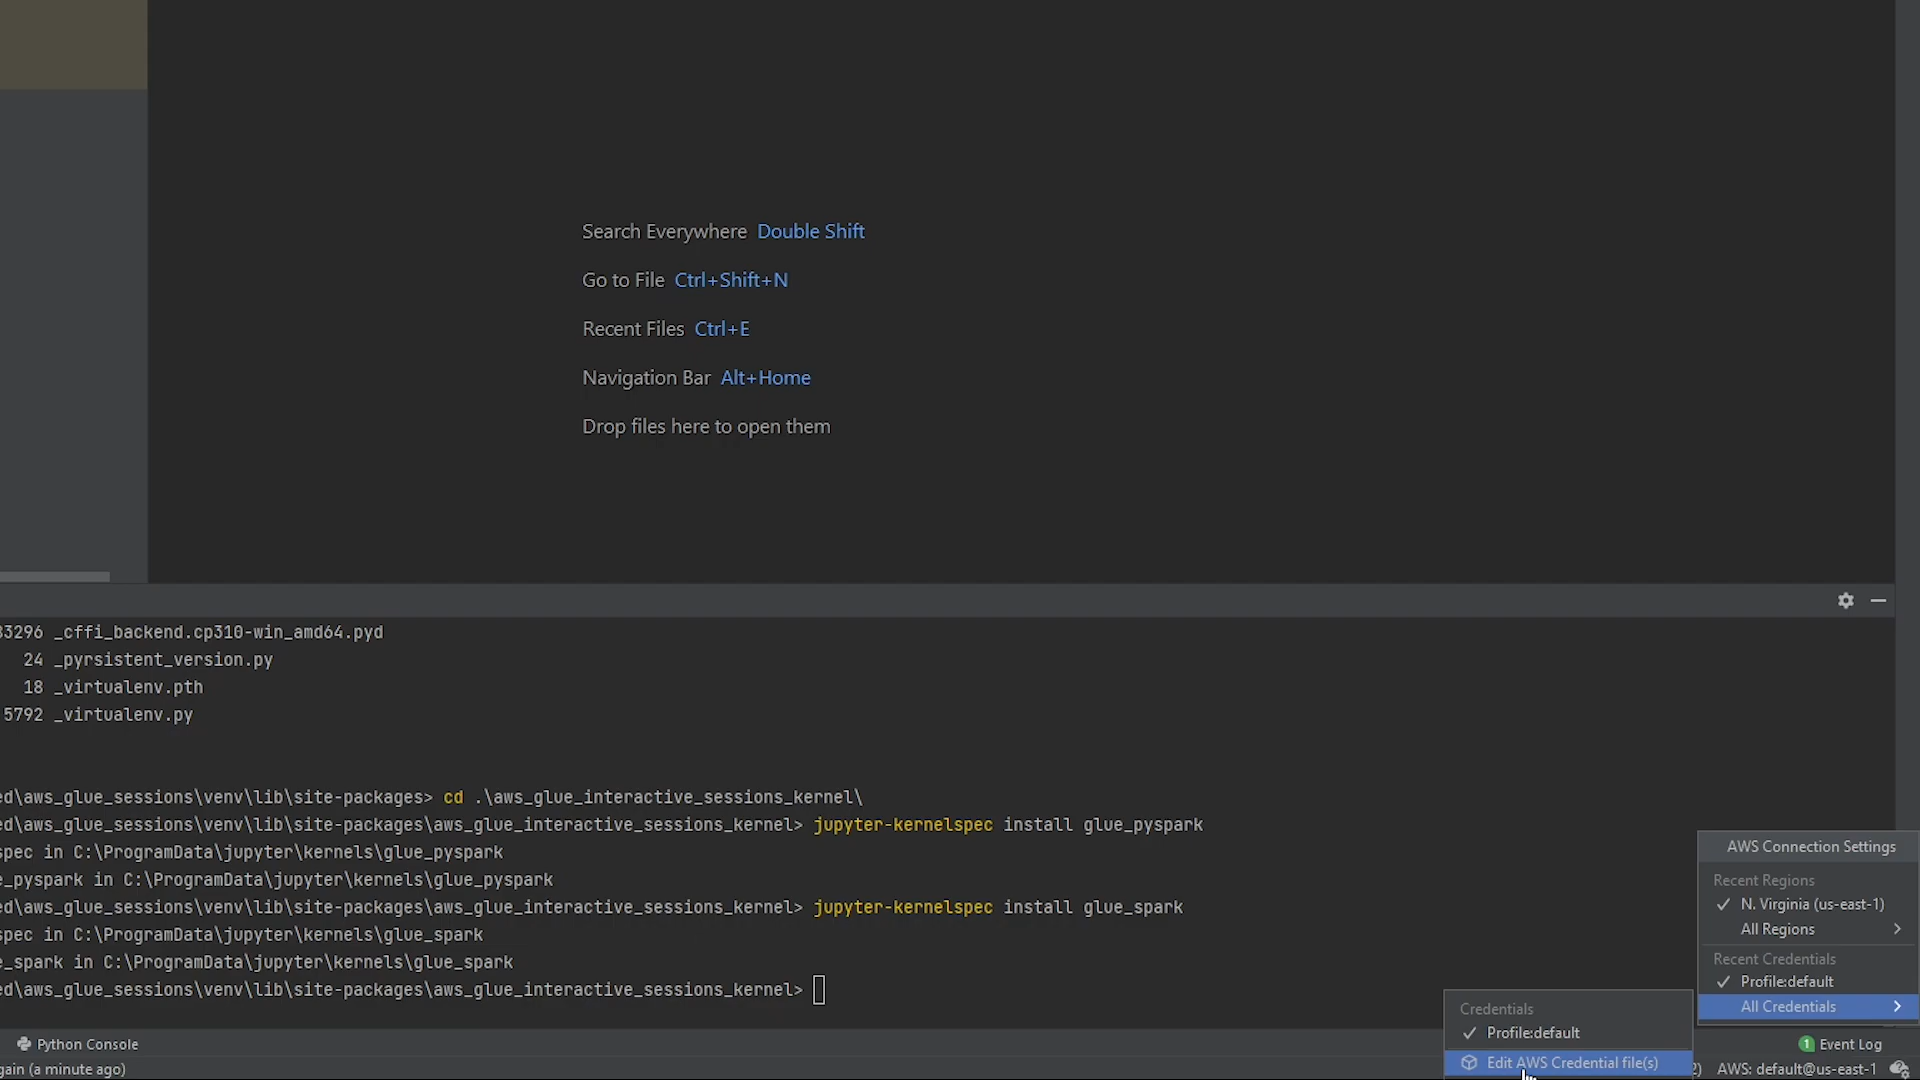 Search Everywhere Double Shift
Go to File Ctrl+Shift+N
Recent Files Ctrl+E
Navigation Bar Alt+Home
Drop files here to open them
33296 _cffi_backend.cp310-win_amd64.pyd
24 _pyrsistent_version.py
18 _virtualenv.pth
5792 _virtualenv.py
ed\aws_glue_sessions\venv\lib\site-packages> cd .\aws_glue_interactive_sessions_kernel\
ed\aws_glue_sessions\venv\lib\site-packages\aws_glue_interactive_sessions_kernel> jupyter-kernelspec install glue_pyspark
spec in C:\ProgramData\jupyter\kernels\glue_pyspark
e_pyspark in C:\ProgramData\jupyter\kernels\glue_pyspark
ed\aws_glue_sessions\venv\lib\site-packages\aws_glue_interactive_sessions_kernel> jupyter-kernelspec install glue_spark
spec in C:\ProgramData\jupyter\kernels\glue_spark
e_spark in C:\ProgramData\jupyter\kernels\glue_spark
ed\aws_glue_sessions\venv\lib\site-packages\aws_glue_interactive_sessions_kernel>
AWS Connection Settings
Recent Regions
N. Virginia (us-east-1)
All Regions
Recent Credentials
Profile:default
All Credentials
Credentials
Profile:default
Edit AWS Credential file(s)
Python Console
Event Log
gain (a minute ago)
2) AWS: default@us-east-1